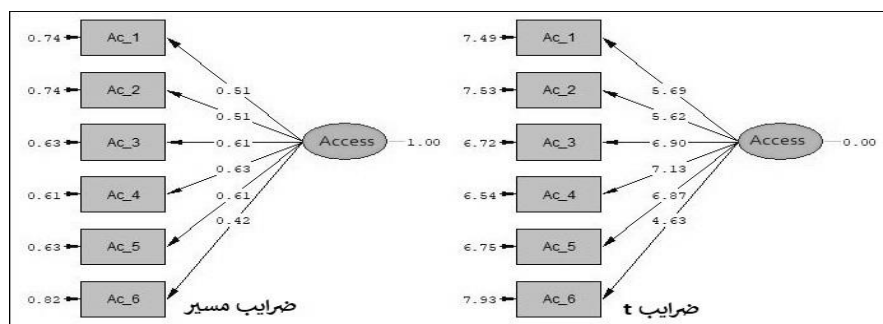 0.74 Ac_1
0.74 Ac_2
0.63 Ac_3
0.61 Ac_4
0.63 Ac_5
0.82 Ac_6
0.51
0.51
0.61
0.63
0.61
0.42
Access 1.00
ضرایب مسیر
7.49 Ac_1
7.53 Ac_2
6.72 Ac_3
6.54 Ac_4
6.75 Ac_5
7.93 Ac_6
5.69
5.62
6.90
7.13
6.87
4.63
Access 0.00
ضرایب t